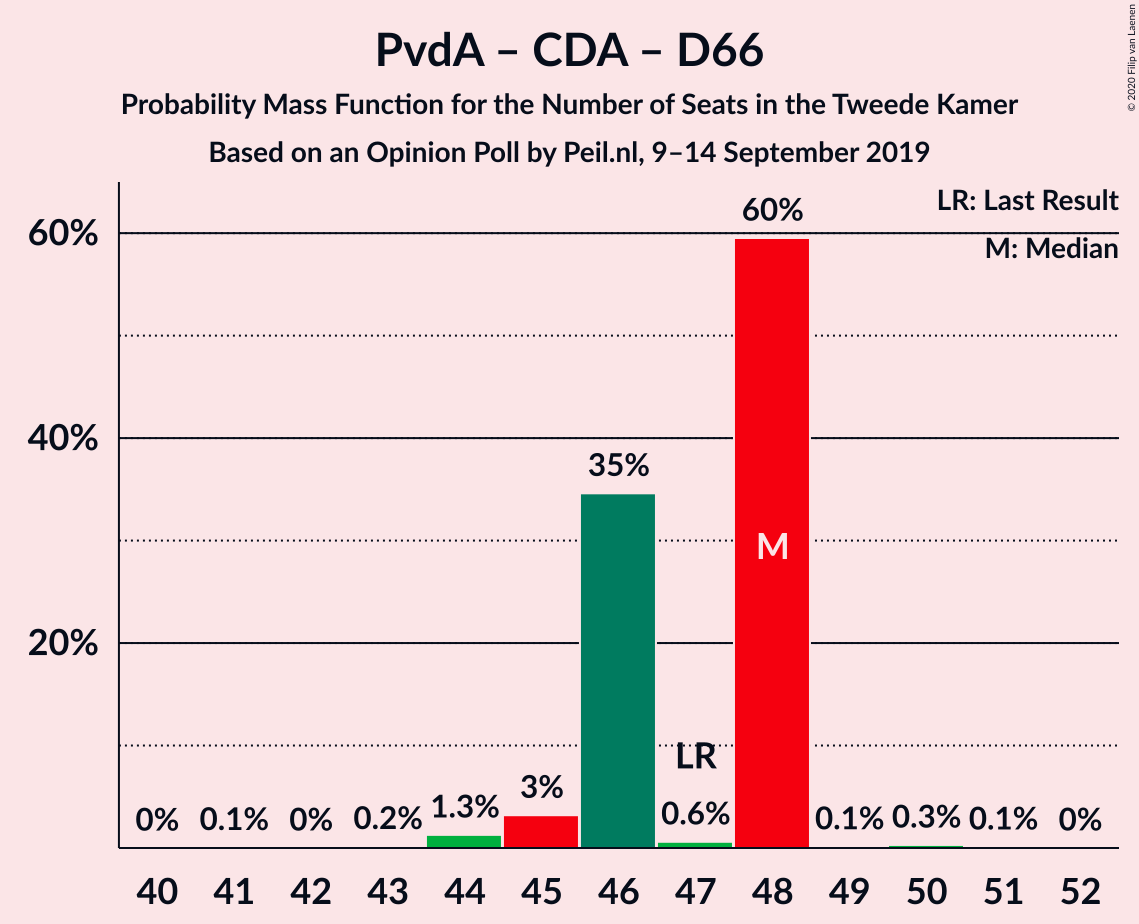 PvdA – CDA – D66
Probability Mass Function for the Number of Seats in the Tweede Kamer
Based on an Opinion Poll by Peil.nl, 9–14 September 2019
© 2020 Filip van Laenen
LR: Last Result
M: Median
60%
40%
20%
0% 0.1% 0% 0.2% 1.3% 3% 35% 0.6% 60% 0.1% 0.3% 0.1% 0%
LR
M
40 41 42 43 44 45 46 47 48 49 50 51 52